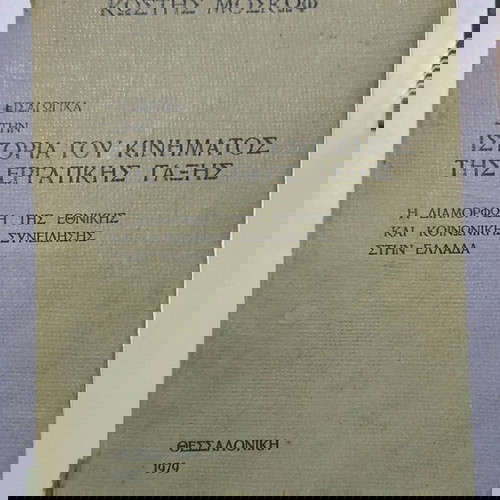 ΚΩΣΤΗΣ ΜΟΣΚΩΦ
ΕΙΣΑΓΩΓΙΚΑ
ΣΤΗΝ
ΙΣΤΟΡΙΑ ΤΟΥ ΚΙΝΗΜΑΤΟΣ
ΤΗΣ ΕΡΓΑΤΙΚΗΣ ΤΑΞΗΣ
Η ΔΙΑΜΟΡΦΩΣΗ ΤΗΣ ΕΘΝΙΚΗΣ
ΚΑΙ ΚΟΙΝΩΝΙΚΗΣ ΣΥΝΕΙΔΗΣΗΣ
ΣΤΗΝ ΕΛΛΑΔΑ
ΘΕΣΣΑΛΟΝΙΚΗ
1979